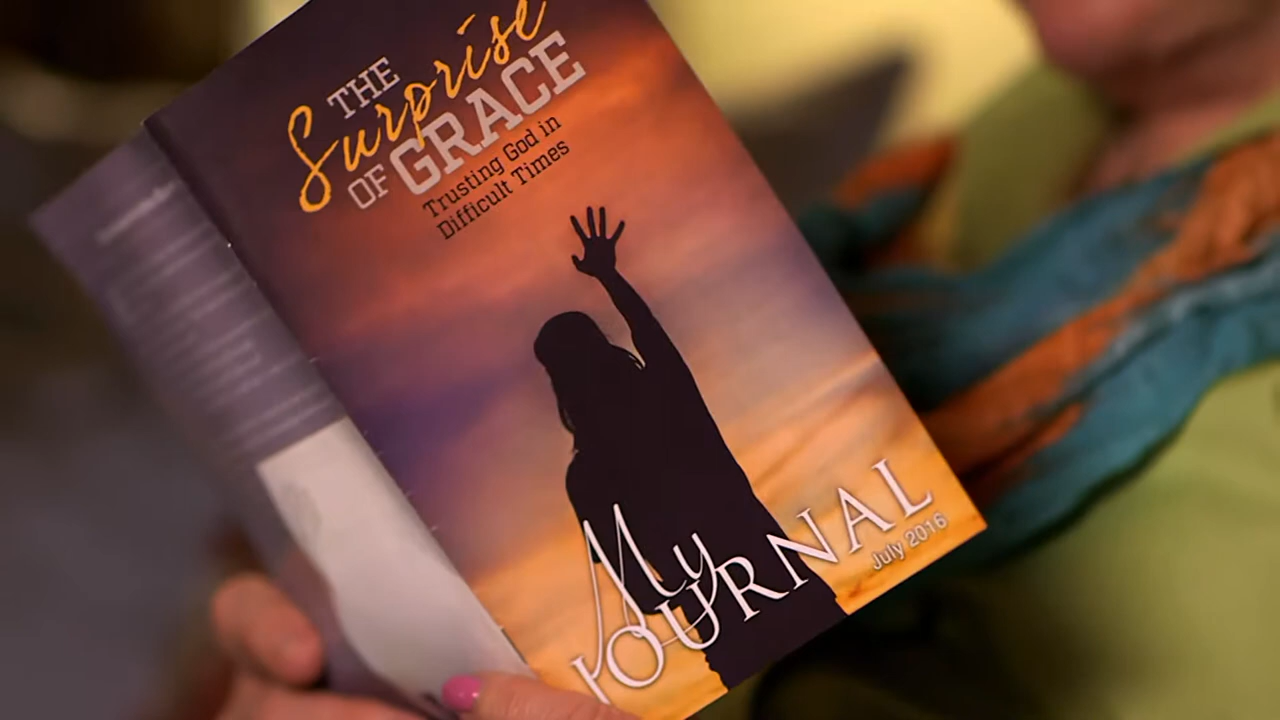 THE
Surprise
OF GRACE
Trusting God in
Difficult Times
My
JOURNAL
July 2016